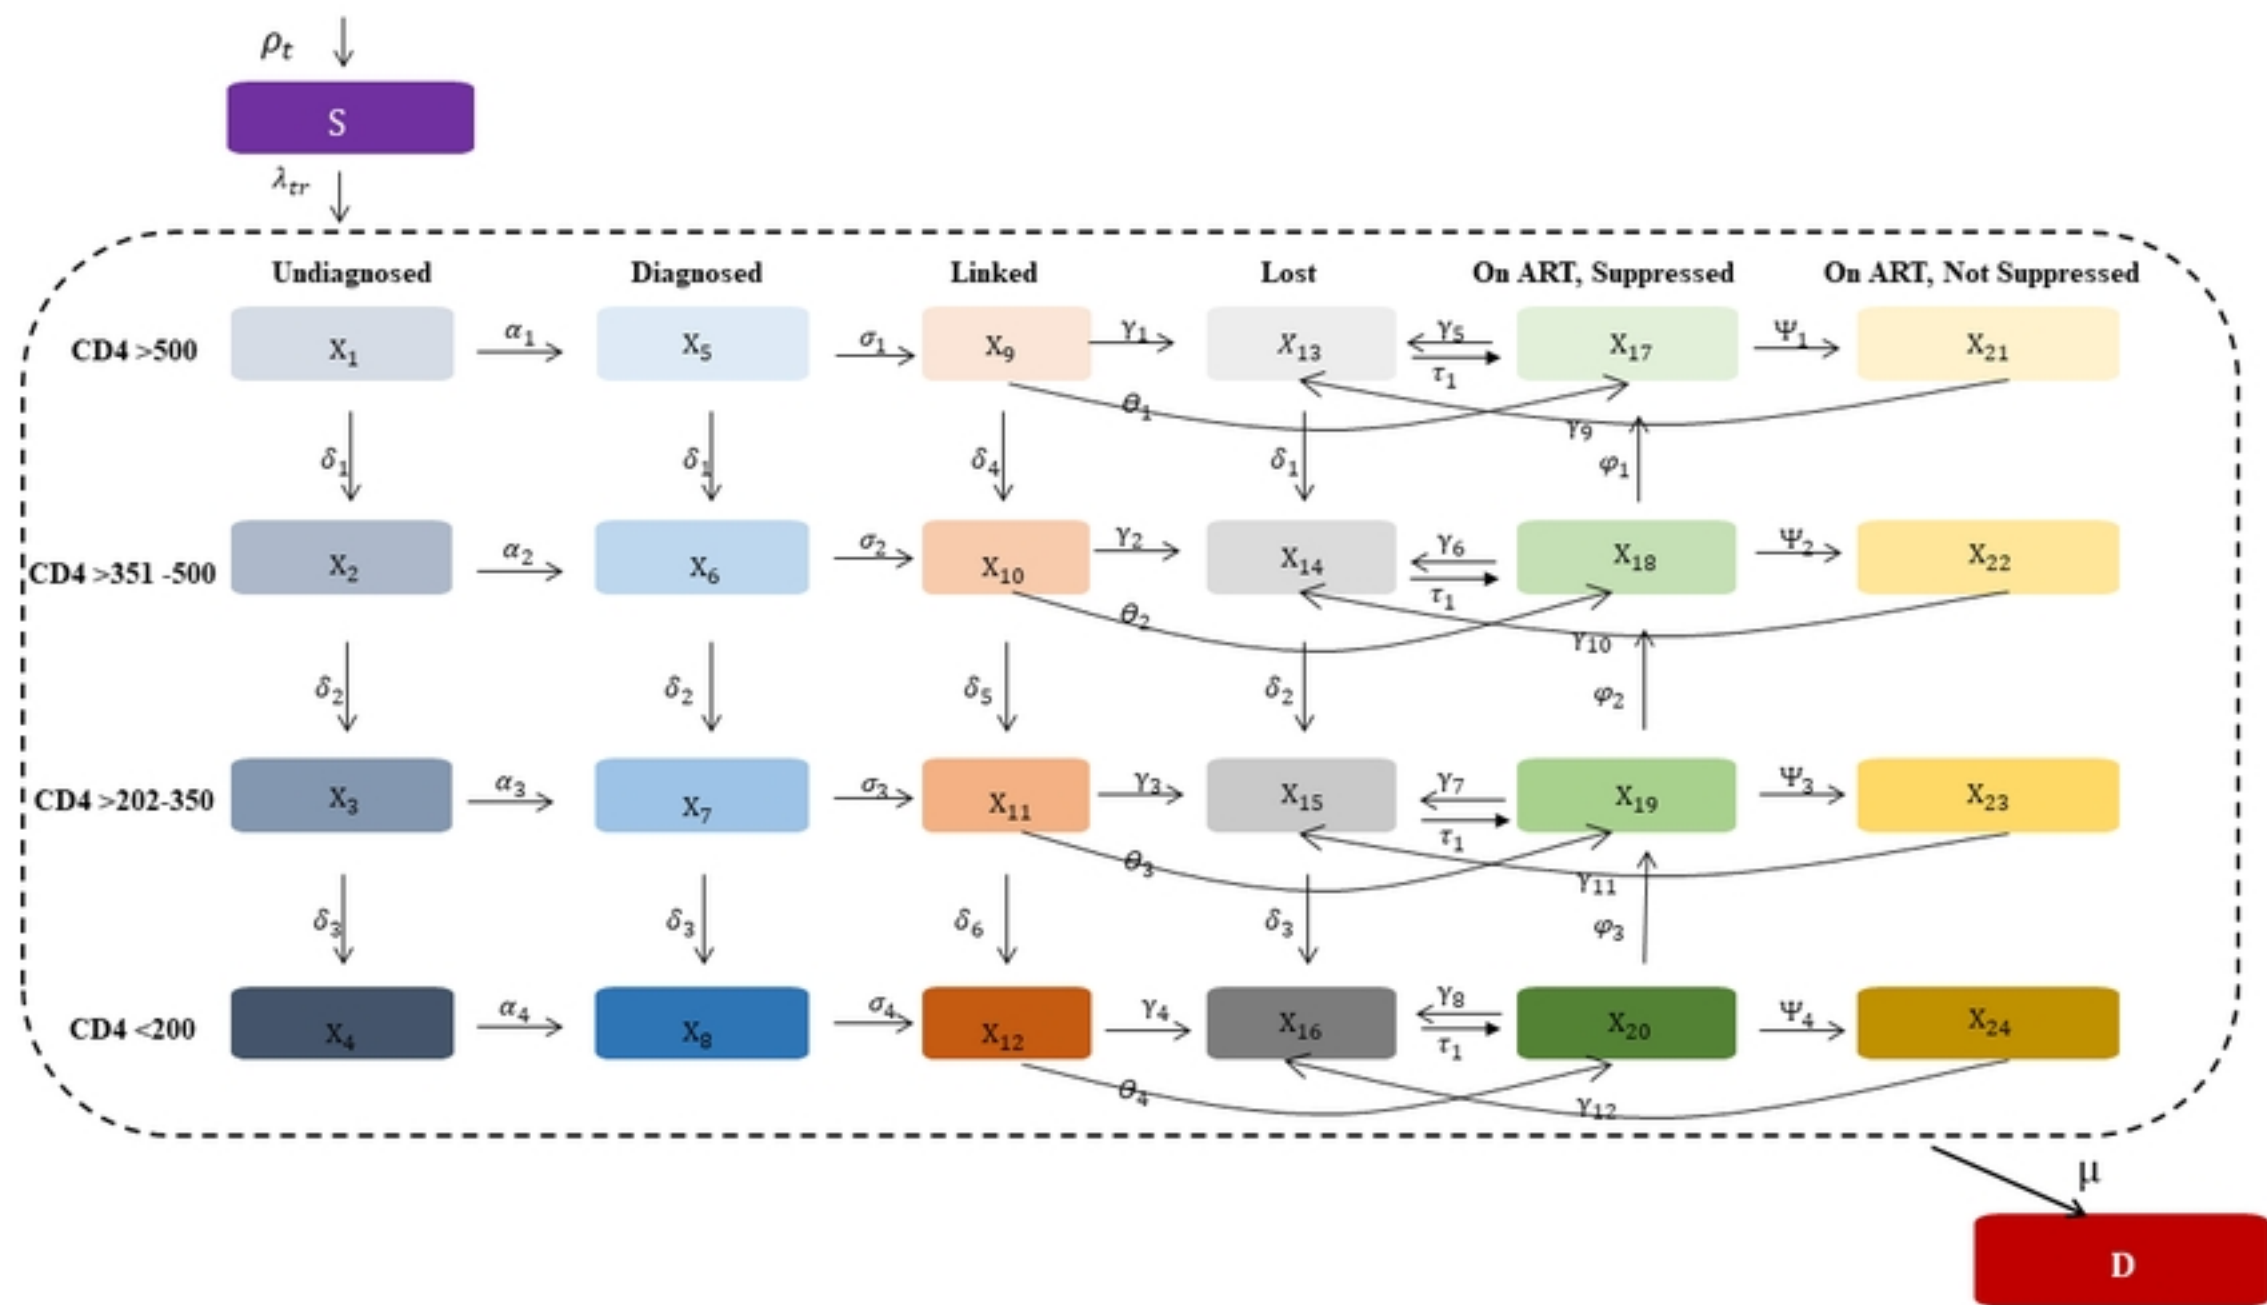 ρt
S
λtr
Undiagnosed Diagnosed Linked Lost On ART, Suppressed On ART, Not Suppressed
CD4 >500 X1 α1 X5 σ1 X9 γ1 X13 γ5 τ1 X17 Ψ1 X21
θ1 γ9
δ1 δ1 δ4 δ1 φ1
CD4 >351 -500 X2 α2 X6 σ2 X10 γ2 X14 γ6 τ1 X18 Ψ2 X22
θ2 γ10
δ2 δ2 δ5 δ2 φ2
CD4 >202-350 X3 α3 X7 σ3 X11 γ3 X15 γ7 τ1 X19 Ψ3 X23
θ3 γ11
δ3 δ3 δ6 δ3 φ3
CD4 <200 X4 α4 X8 σ4 X12 γ4 X16 γ8 τ1 X20 Ψ4 X24
θ4 γ12
μ
D